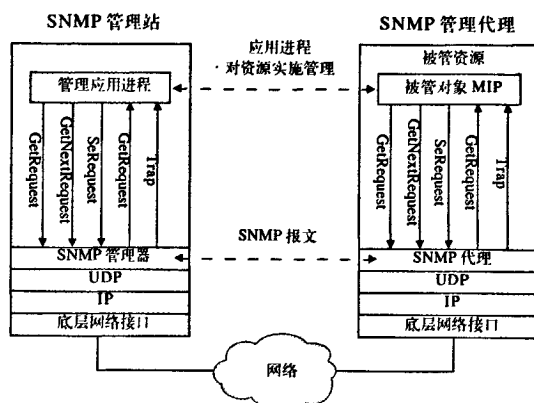 SNMP 管理站
SNMP 管理代理
应用进程
·对资源实施管理
管理应用进程
被管资源
被管对象 MIP
GetRequest
GetNextRequest
SeRequest
GetRequest
Trap
GetRequest
GetNextRequest
SeRequest
GetRequest
Trap
SNMP 报文
SNMP 管理器
SNMP 代理
UDP
UDP
IP
IP
底层网络接口
底层网络接口
网络